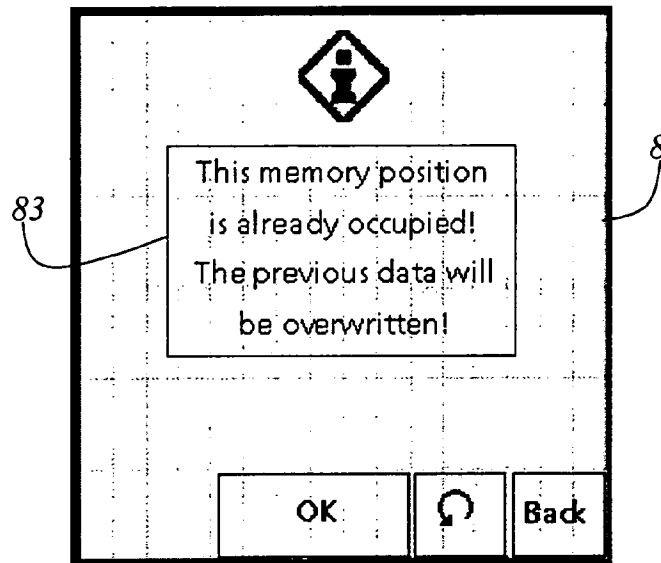 This memory position
is already occupied!
The previous data will
be overwritten!
83
OK
Back